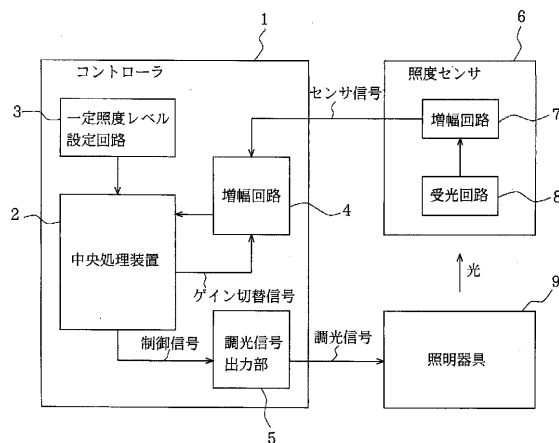 1
6
コントローラ
照度センサ
3
一定照度レベル
設定回路
センサ信号
増幅回路
7
2
増幅回路
4
受光回路
8
中央処理装置
ゲイン切替信号
光
9
制御信号
調光信号
出力部
調光信号
照明器具
5